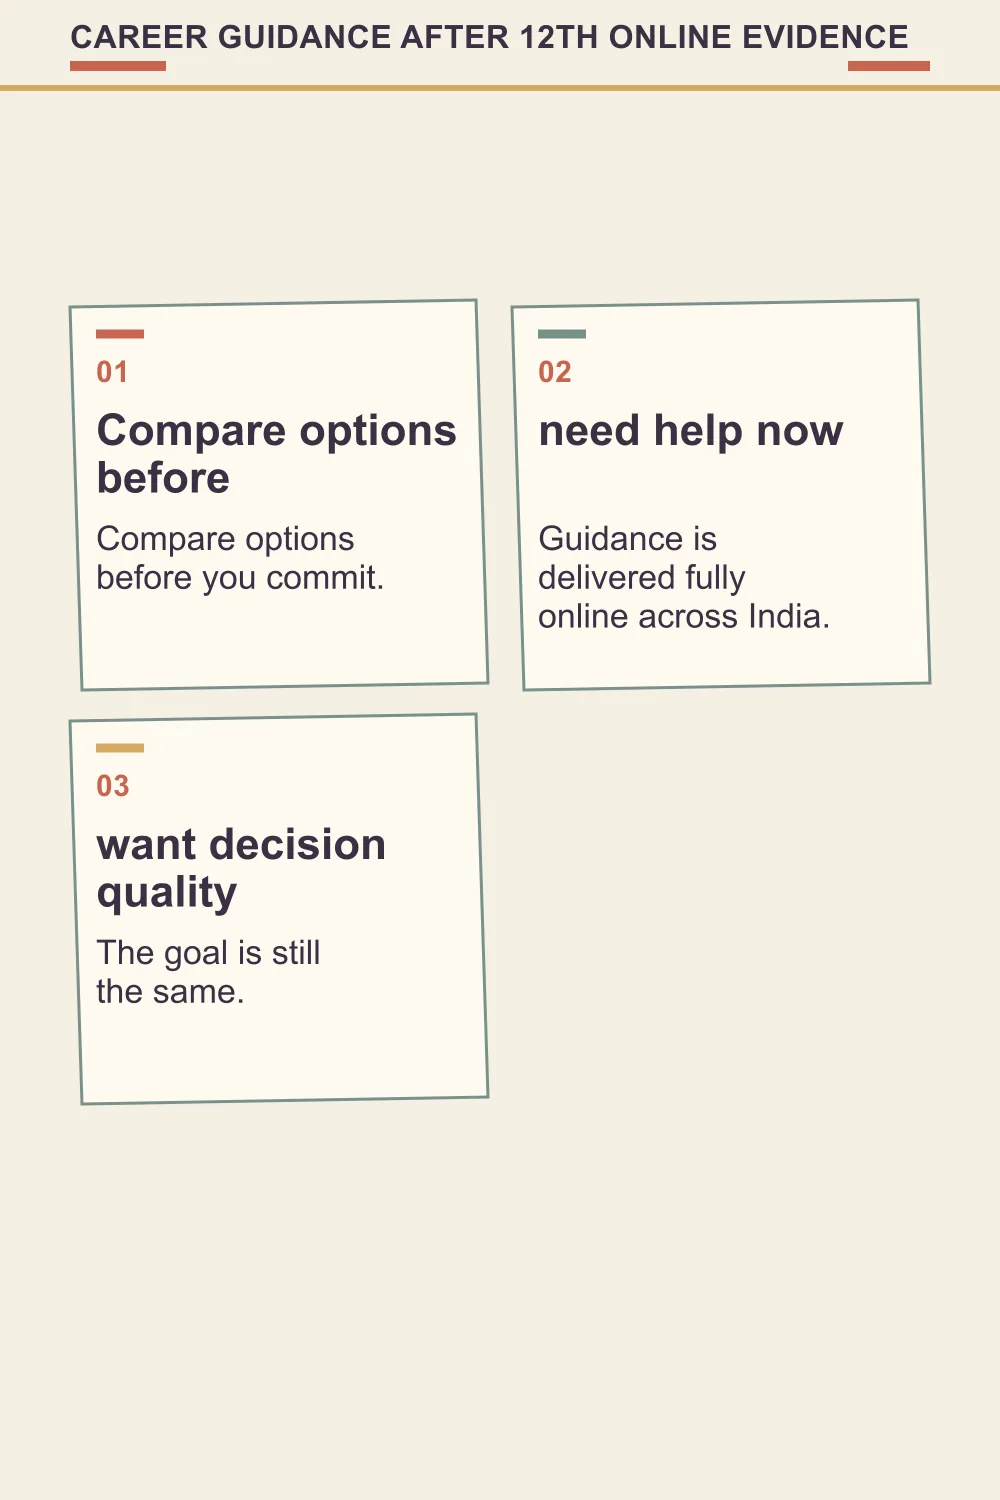 CAREER GUIDANCE AFTER 12TH ONLINE EVIDENCE
01
Compare options
before
Compare options
before you commit.
02
need help now
Guidance is
delivered fully
online across India.
03
want decision
quality
The goal is still
the same.